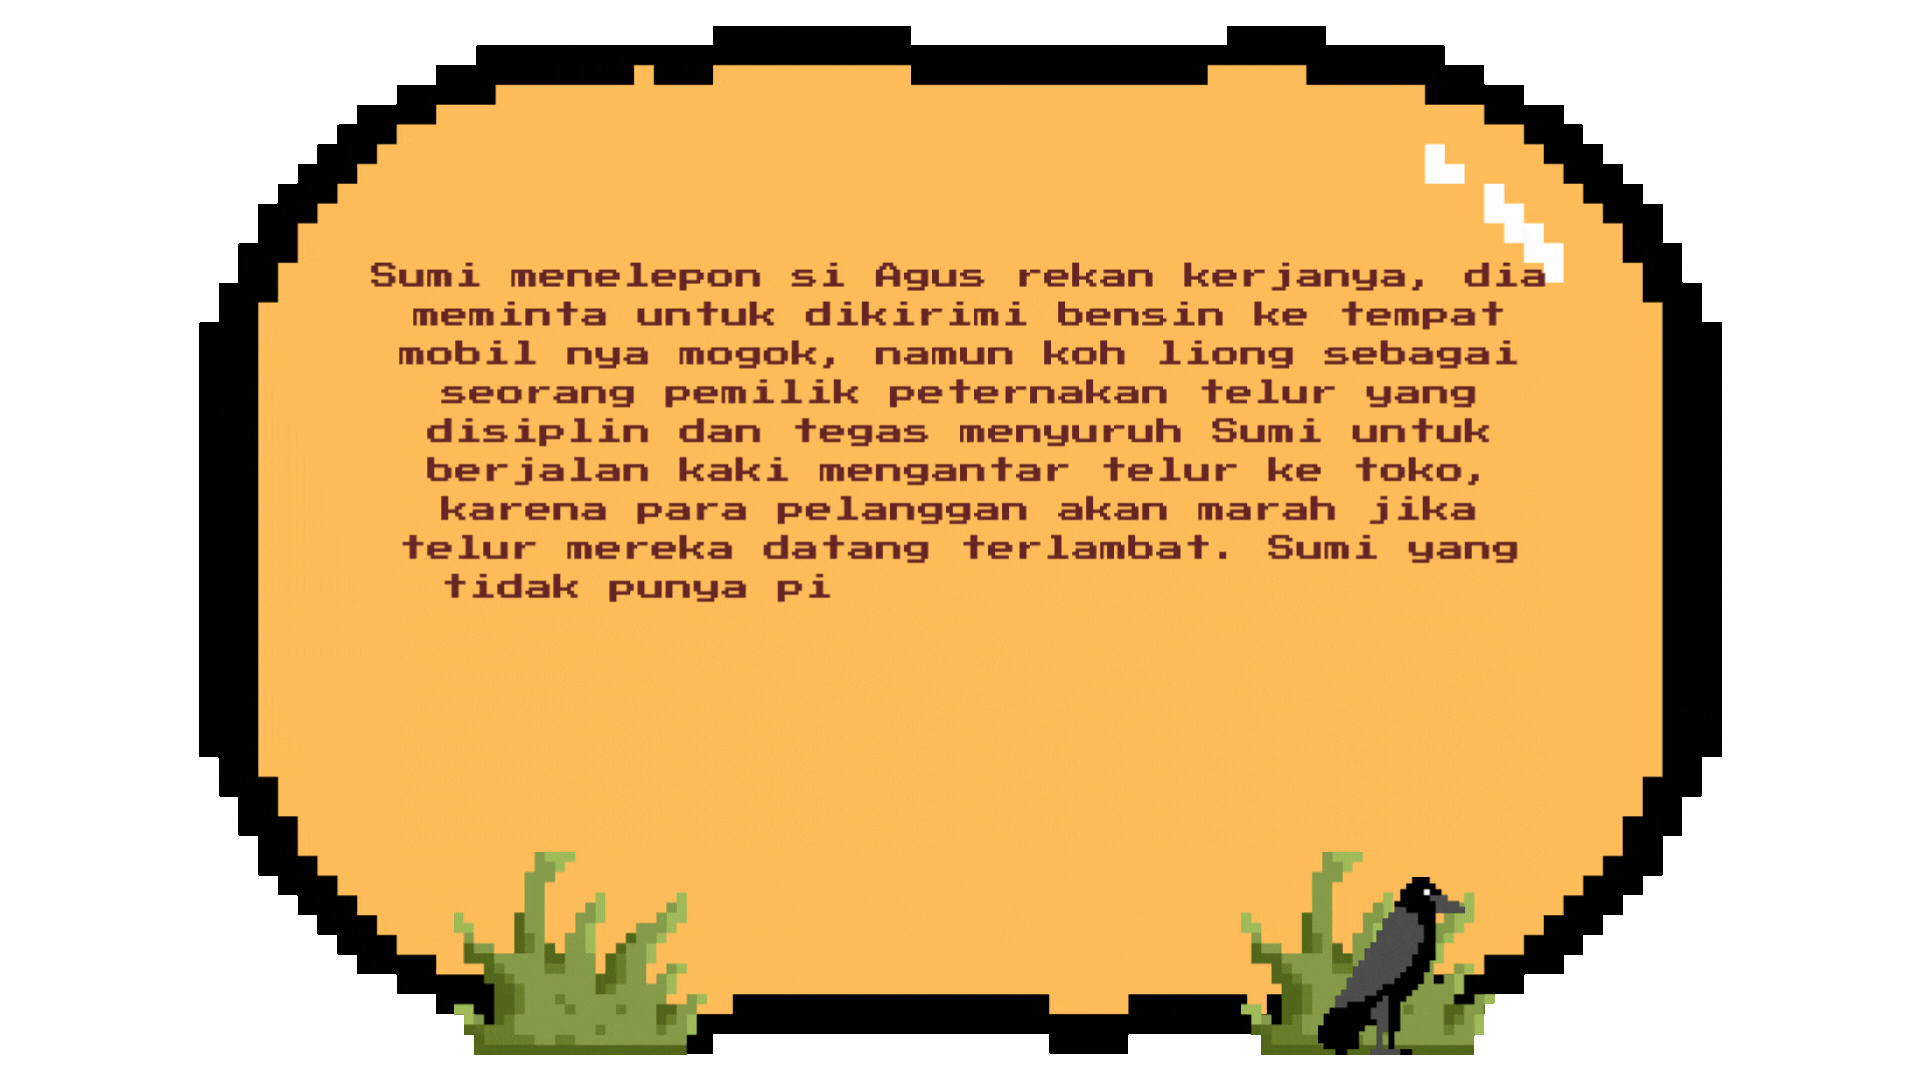 Sumi menelepon si Agus rekan kerjanya, dia
meminta untuk dikirimi bensin ke tempat
mobil nya mogok, namun koh liong sebagai
seorang pemilik peternakan telur yang
disiplin dan tegas menyuruh Sumi untuk
berjalan kaki mengantar telur ke toko,
karena para pelanggan akan marah jika
telur mereka datang terlambat. Sumi yang
tidak punya pi